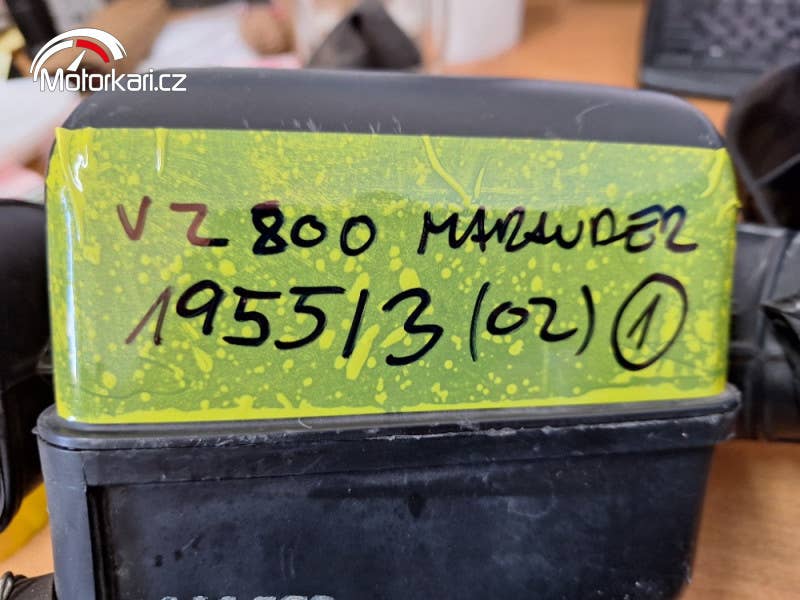 Motorkari.cz
VZ 800 MARAUDER
1955/3 (02) 1